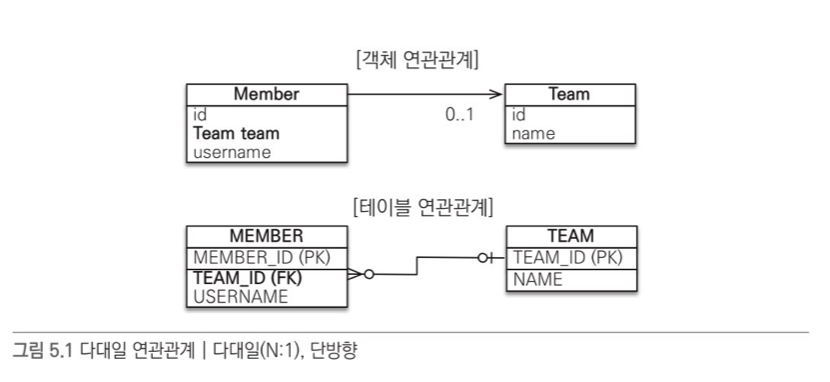 [객체 연관관계]
Member
id
Team team
username
0..1
Team
id
name
[테이블 연관관계]
MEMBER
MEMBER_ID (PK)
TEAM_ID (FK)
USERNAME
TEAM
TEAM_ID (PK)
NAME
그림 5.1 다대일 연관관계 | 다대일(N:1), 단방향